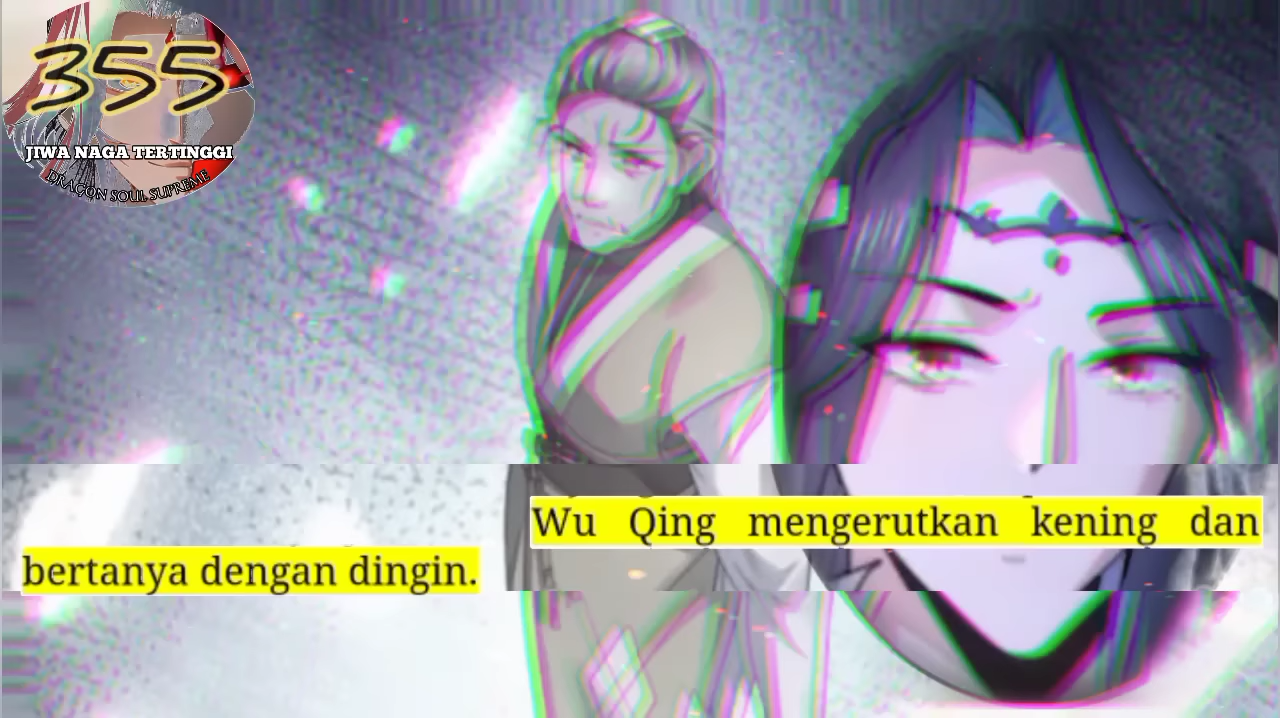 355
JIWA NAGA TERTINGGI
DRAGON SOUL SUPREME
Wu Qing mengerutkan kening dan
bertanya dengan dingin.